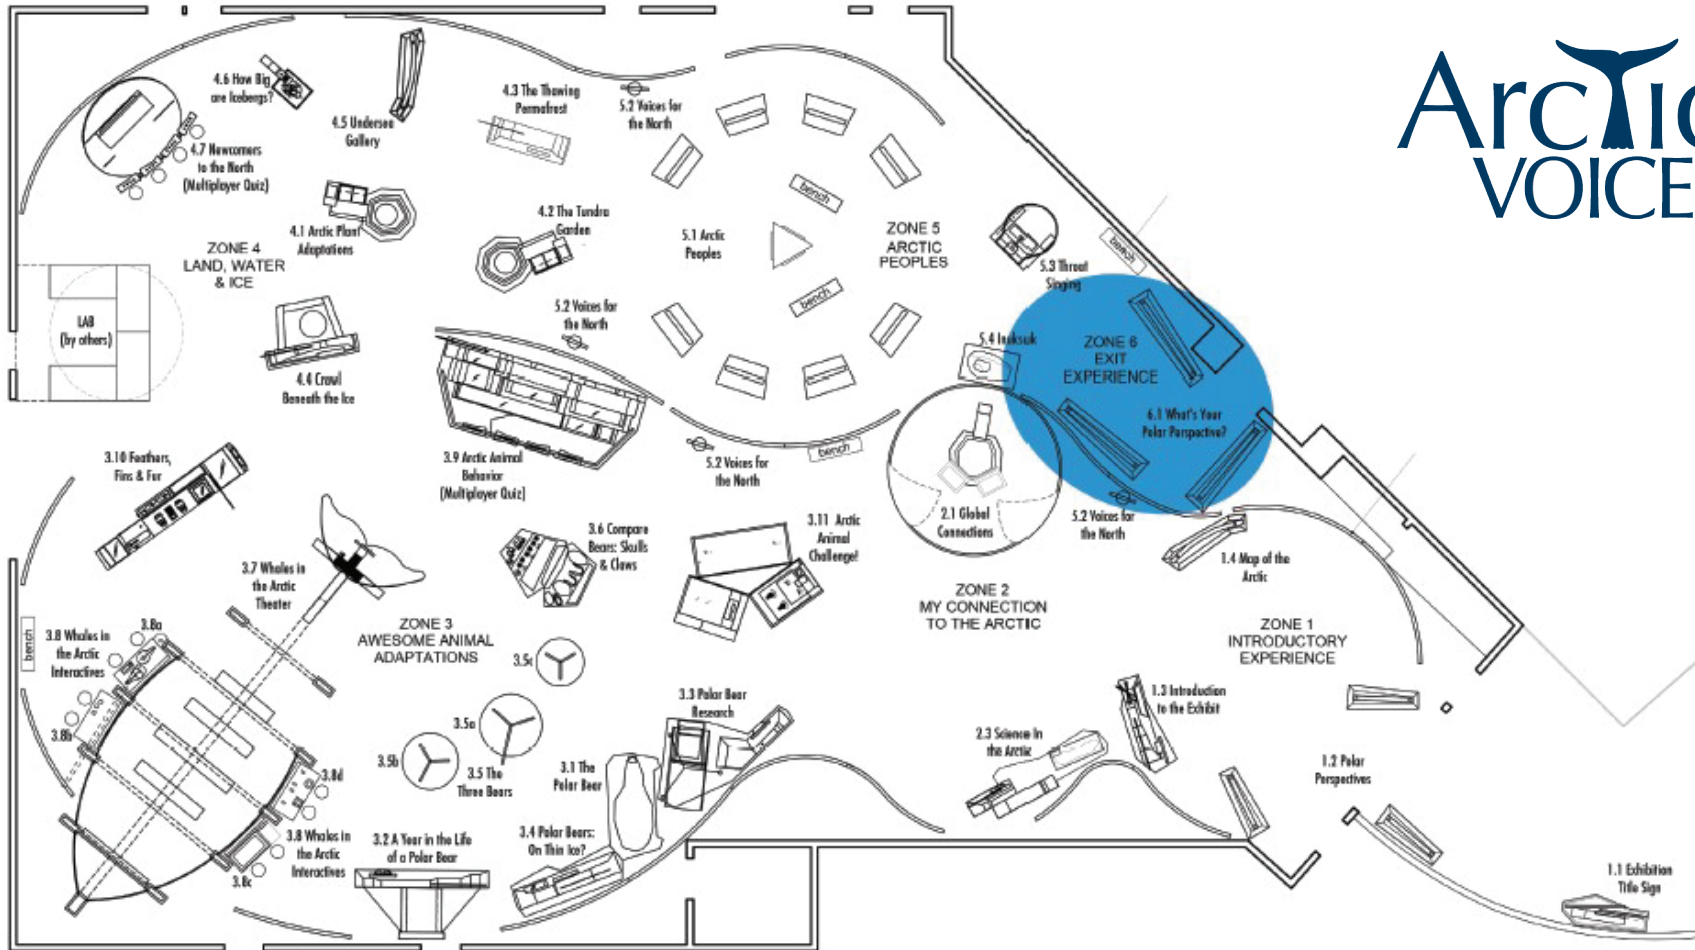 ArcTic
VOICE
4.6 How Big
are Icebergs?
4.5 Undersea
Gallery
4.3 The Thawing
Permafrost
5.2 Voices for
the North
4.7 Newcomers
to the North
(Multiplayer Quiz)
4.1 Arctic Plant
Adaptations
4.2 The Tundra
Garden
ZONE 4
LAND, WATER
& ICE
LAB
(by others)
4.4 Crawl
Beneath the Ice
5.2 Voices for
the North
5.1 Arctic
Peoples
bench
bench
ZONE 5
ARCTIC
PEOPLES
5.3 Throat
Singing
bench
5.4 Inuksuk
ZONE 6
EXIT
EXPERIENCE
6.1 What's Your
Polar Perspective?
3.10 Feathers,
Fins & Fur
3.9 Arctic Animal
Behavior
(Multiplayer Quiz)
5.2 Voices for
the North
bench
2.1 Global
Connections
5.2 Voices for
the North
1.4 Map of the
Arctic
3.7 Whales in
the Arctic
Theater
3.6 Compare
Bears: Skulls
& Claws
3.11 Arctic
Animal
Challenge!
ZONE 2
MY CONNECTION
TO THE ARCTIC
ZONE 1
INTRODUCTORY
EXPERIENCE
bench
3.8 Whales in
the Arctic
Interactives
3.8a
3.8b
ZONE 3
AWESOME ANIMAL
ADAPTATIONS
3.5c
3.5a
3.5b
3.5 The
Three Bears
3.3 Polar Bear
Research
3.1 The
Polar Bear
2.3 Science In
the Arctic
1.3 Introduction
to the Exhibit
1.2 Polar
Perspectives
3.8d
3.8 Whales in
the Arctic
Interactives
3.8c
3.2 A Year in the Life
of a Polar Bear
3.4 Polar Bears:
On Thin Ice?
1.1 Exhibition
Title Sign